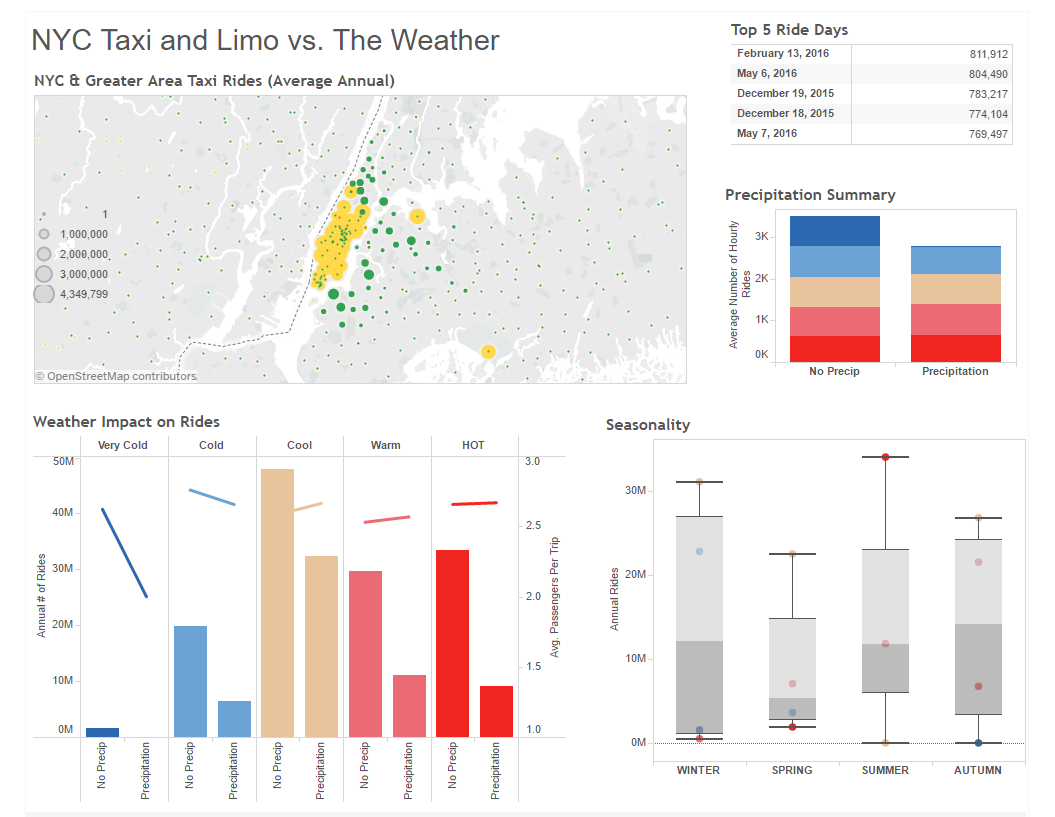 NYC Taxi and Limo vs. The Weather
NYC & Greater Area Taxi Rides (Average Annual)
1
1,000,000
2,000,000
3,000,000
4,349,799
© OpenStreetMap contributors
Top 5 Ride Days
February 13, 2016 811,912
May 6, 2016 804,490
December 19, 2015 783,217
December 18, 2015 774,104
May 7, 2016 769,497
Precipitation Summary
Average Number of Hourly
Rides
3K
2K
1K
0K
No Precip Precipitation
Weather Impact on Rides
Very Cold Cold Cool Warm HOT
Annual # of Rides
50M
40M
30M
20M
10M
0M
3.0
2.5
2.0
1.5
1.0
Avg. Passengers Per Trip
No Precip Precipitation No Precip Precipitation No Precip Precipitation No Precip Precipitation No Precip Precipitation
Seasonality
Annual Rides
30M
20M
10M
0M
WINTER SPRING SUMMER AUTUMN